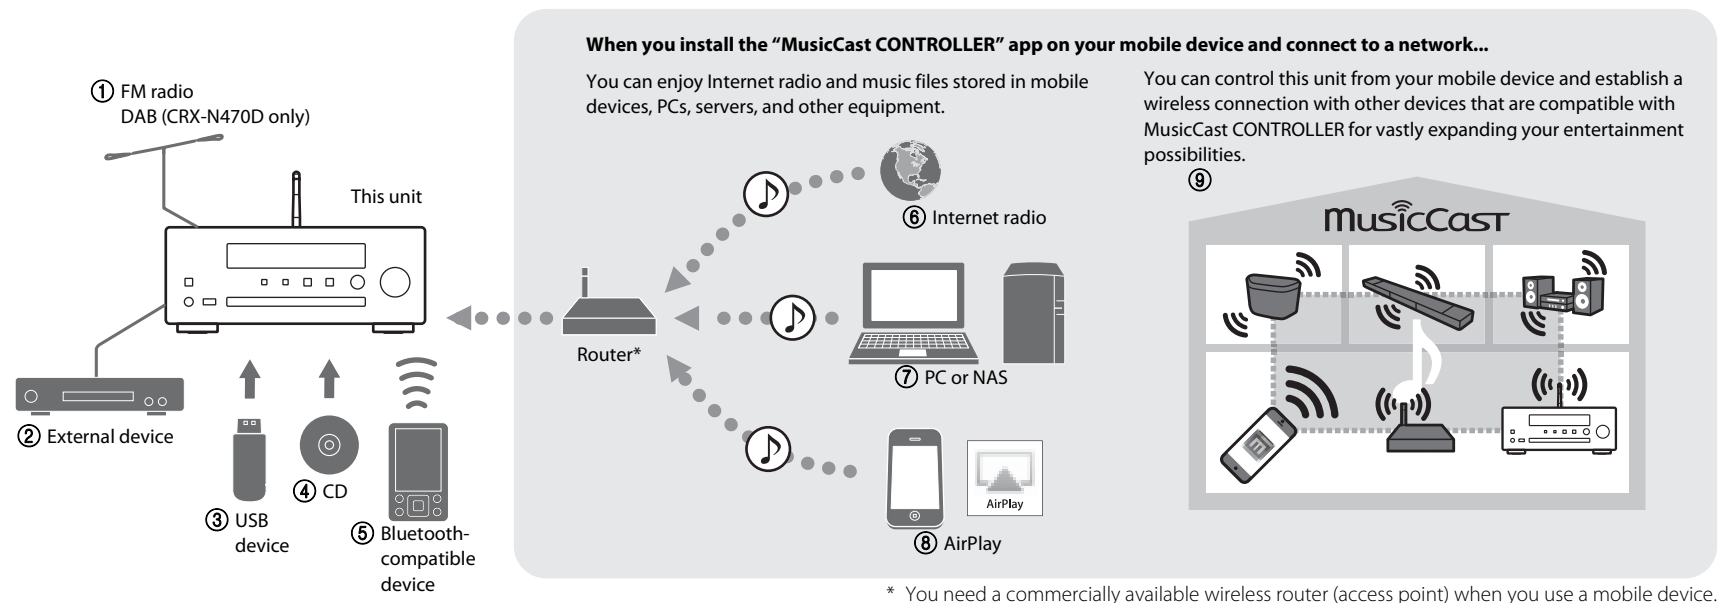 When you install the “MusicCast CONTROLLER” app on your mobile device and connect to a network...
You can enjoy Internet radio and music files stored in mobile
devices, PCs, servers, and other equipment.
You can control this unit from your mobile device and establish a
wireless connection with other devices that are compatible with
MusicCast CONTROLLER for vastly expanding your entertainment
possibilities.
① FM radio
DAB (CRX-N470D only)
This unit
② External device
③ USB
device
④ CD
⑤ Bluetooth-
compatible
device
Router*
⑥ Internet radio
⑦ PC or NAS
AirPlay
⑧ AirPlay
⑨
MusicCast
* You need a commercially available wireless router (access point) when you use a mobile device.